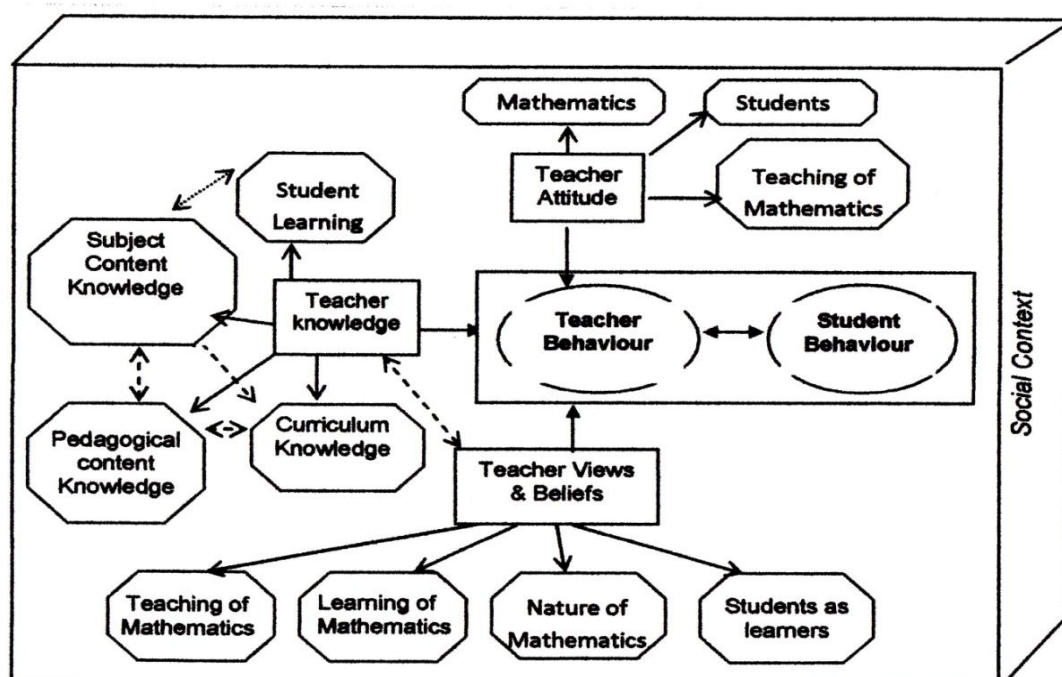 Mathematics
Students
Teacher
Attitude
Teaching of
Mathematics
Student
Learning
Subject
Content
Knowledge
Teacher
knowledge
Teacher
Behaviour
Student
Behaviour
Social Context
Pedagogical
content
Knowledge
Curriculum
Knowledge
Teacher Views
& Beliefs
Teaching of
Mathematics
Learning of
Mathematics
Nature of
Mathematics
Students as
learners